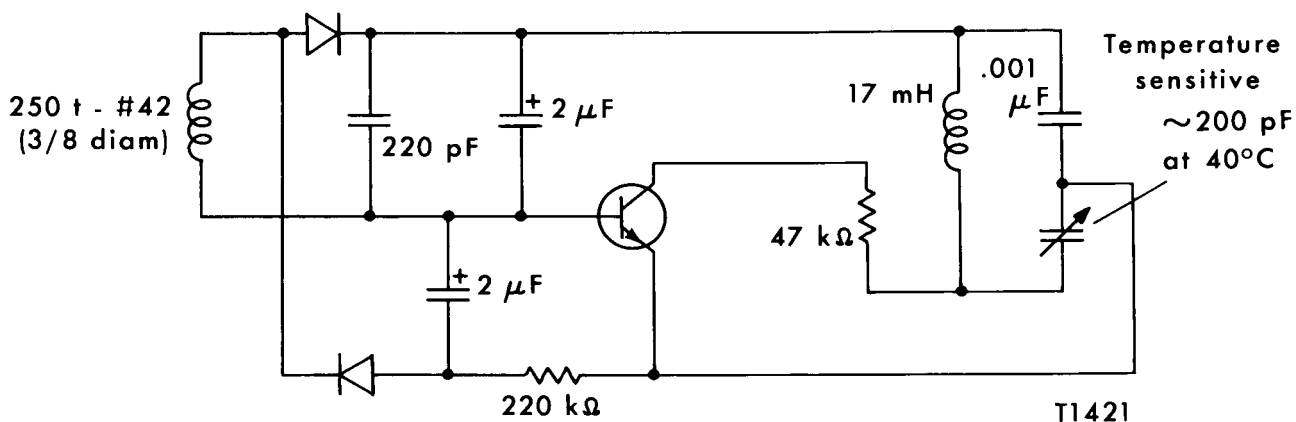 250 t - #42
(3/8 diam)
220 pF
+ 2 μF
+ 2 μF
220 kΩ
47 kΩ
17 mH
.001
μF
Temperature
sensitive
~200 pF
at 40°C
T1421